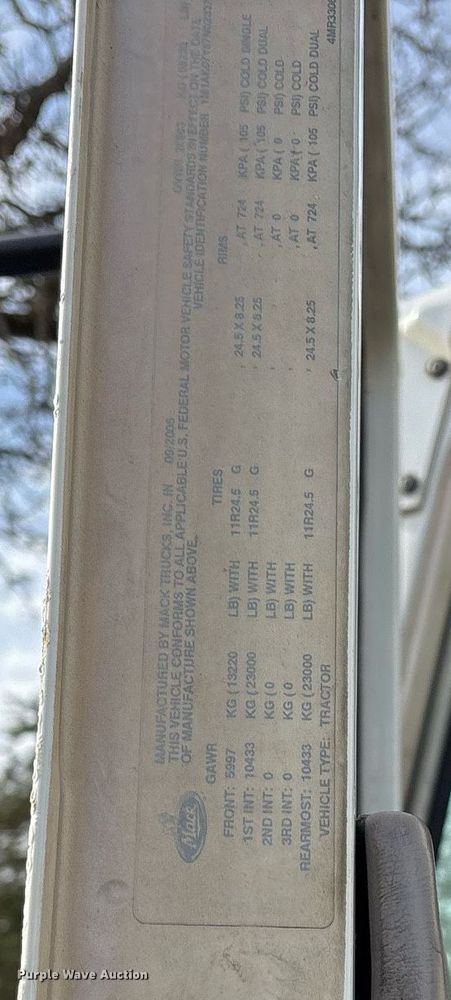 MANUFACTURED BY MACK TRUCKS, INC. IN 09/2006
THIS VEHICLE CONFORMS TO ALL APPLICABLE U.S. FEDERAL MOTOR VEHICLE SAFETY STANDARDS IN EFFECT ON THE DATE
OF MANUFACTURE SHOWN ABOVE. VEHICLE IDENTIFICATION NUMBER
Mack
GAWR TIRES RIMS
FRONT: 5997 KG (13220 LB) WITH 11R24.5 G , 24.5 X 8.25 , AT 724 KPA ( 105 PSI) COLD SINGLE
1ST INT: 10433 KG (23000 LB) WITH 11R24.5 G , 24.5 X 8.25 , AT 724 KPA ( 105 PSI) COLD DUAL
2ND INT: 0 KG (0 LB) WITH , , AT 0 KPA ( 0 PSI) COLD
3RD INT: 0 KG (0 LB) WITH , , AT 0 KPA ( 0 PSI) COLD
REARMOST: 10433 KG (23000 LB) WITH 11R24.5 G , 24.5 X 8.25 , AT 724 KPA ( 105 PSI) COLD DUAL
VEHICLE TYPE: TRACTOR
Purple Wave Auction